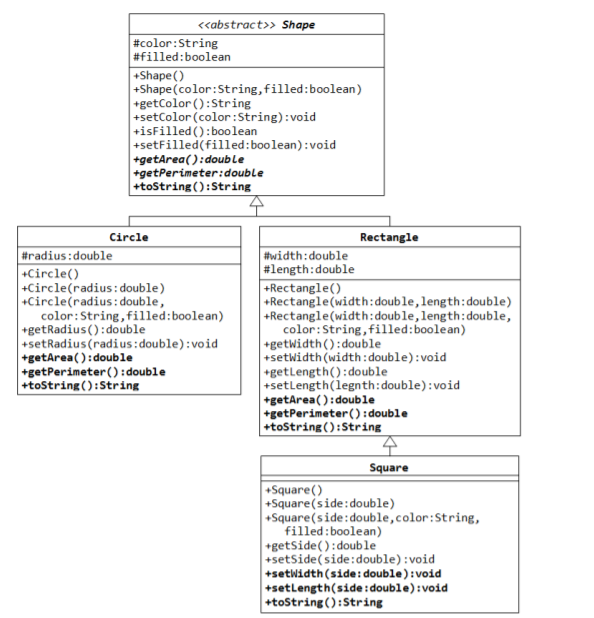 <<abstract>> Shape
#color:String
#filled:boolean
+Shape()
+Shape(color:String,filled:boolean)
+getColor():String
+setColor(color:String):void
+isFilled():boolean
+setFilled(filled:boolean):void
+getArea():double
+getPerimeter:double
+toString():String
Circle
#radius:double
+Circle()
+Circle(radius:double)
+Circle(radius:double,
color:String,filled:boolean)
+getRadius():double
+setRadius(radius:double):void
+getArea():double
+getPerimeter():double
+toString():String
Rectangle
#width:double
#length:double
+Rectangle()
+Rectangle(width:double,length:double)
+Rectangle(width:double,length:double,
color:String,filled:boolean)
+getWidth():double
+setWidth(width:double):void
+getLength():double
+setLength(legnth:double):void
+getArea():double
+getPerimeter():double
+toString():String
Square
+Square()
+Square(side:double)
+Square(side:double,color:String,
filled:boolean)
+getSide():double
+setSide(side:double):void
+setWidth(side:double):void
+setLength(side:double):void
+toString():String